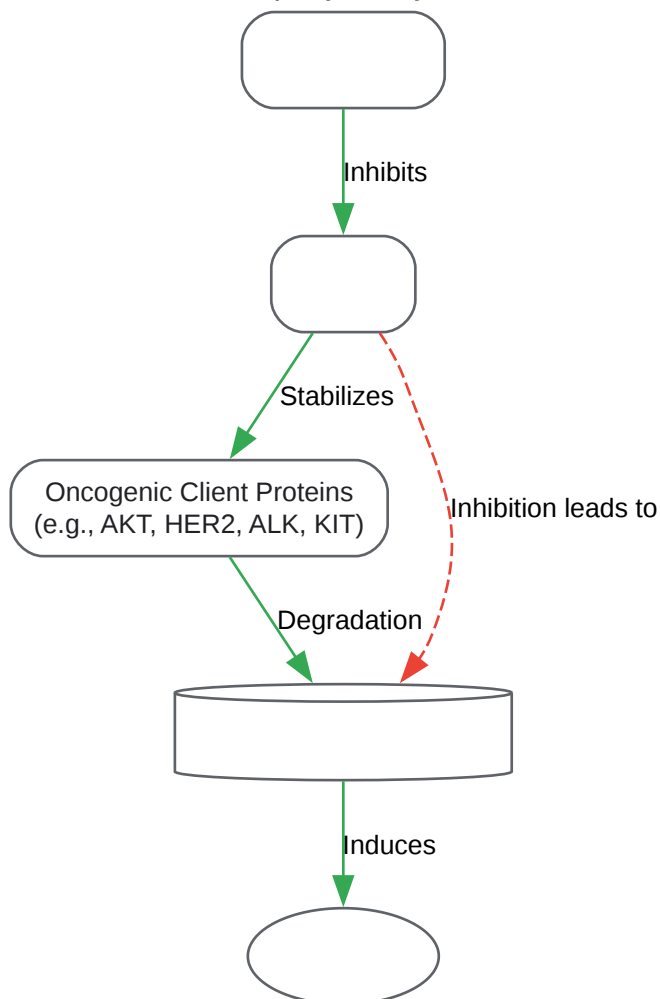 Inhibits
Stabilizes
Oncogenic Client Proteins
(e.g., AKT, HER2, ALK, KIT)
Inhibition leads to
Degradation
Induces